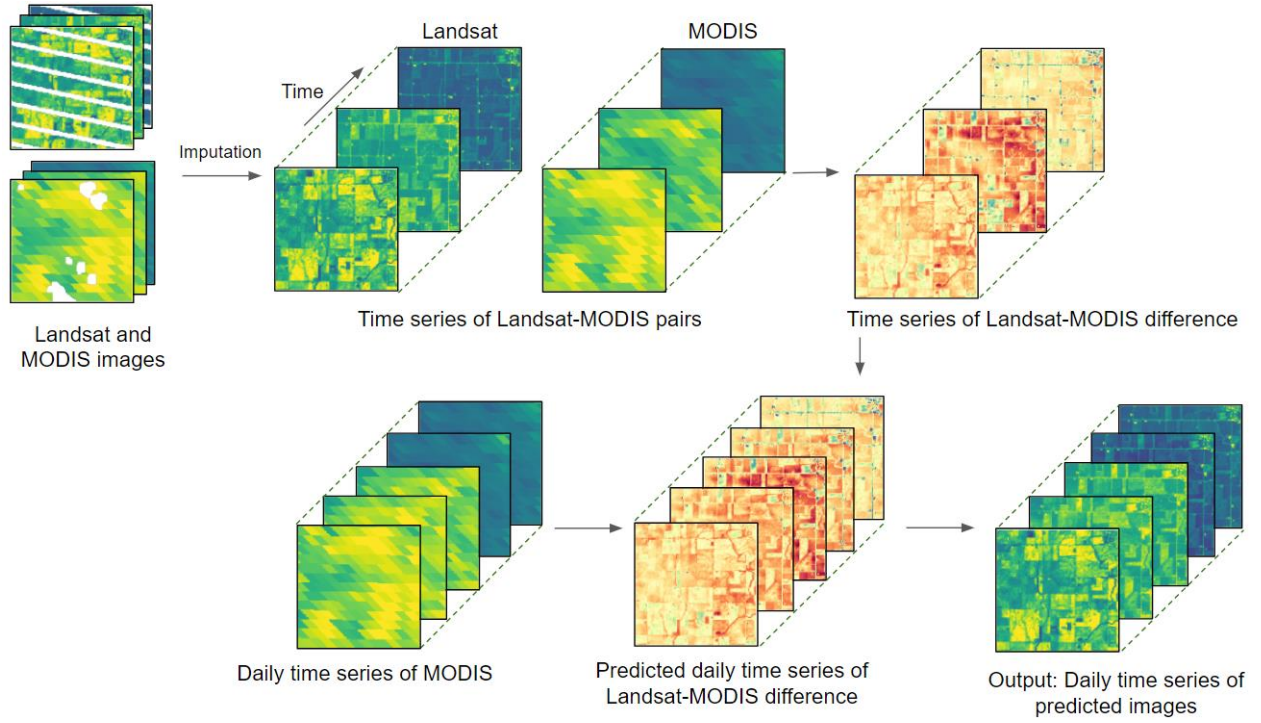 Landsat
MODIS
Time
Imputation
Landsat and
MODIS images
Time series of Landsat-MODIS pairs
Time series of Landsat-MODIS difference
Daily time series of MODIS
Predicted daily time series of
Landsat-MODIS difference
Output: Daily time series of
predicted images